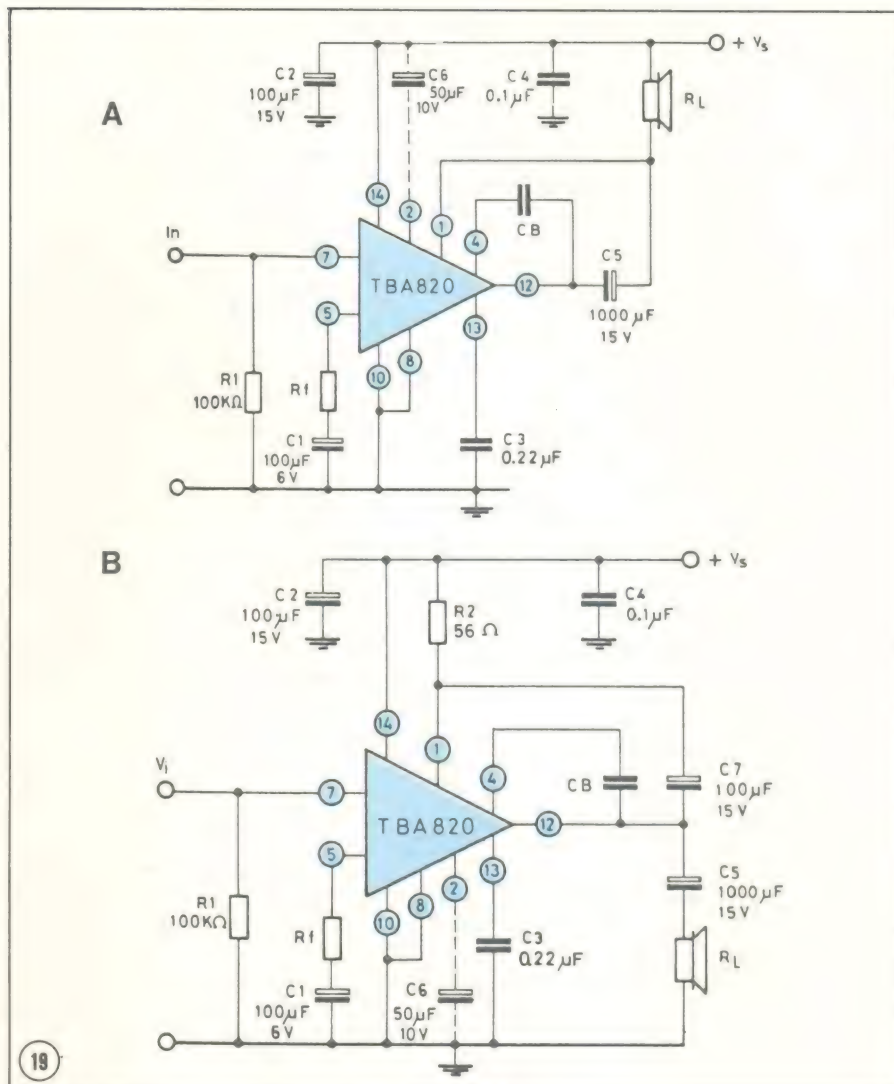 A
C2
100µF
15V
C6
50µF
10V
C4
0.1µF
+ Vs
RL
14
2
1
4
CB
In
7
TBA820
12
C5
1000µF
15V
5
13
R1
100KΩ
Rf
10
8
C1
100µF
6V
C3
0.22µF
B
C2
100µF
15V
R2
56 Ω
C4
0.1µF
+ Vs
14
1
4
CB
C7
100µF
15V
Vi
7
TBA820
12
5
13
C5
1000µF
15V
R1
100KΩ
Rf
10
8
2
C3
0.22µF
RL
C1
100µF
6V
C6
50µF
10V
19